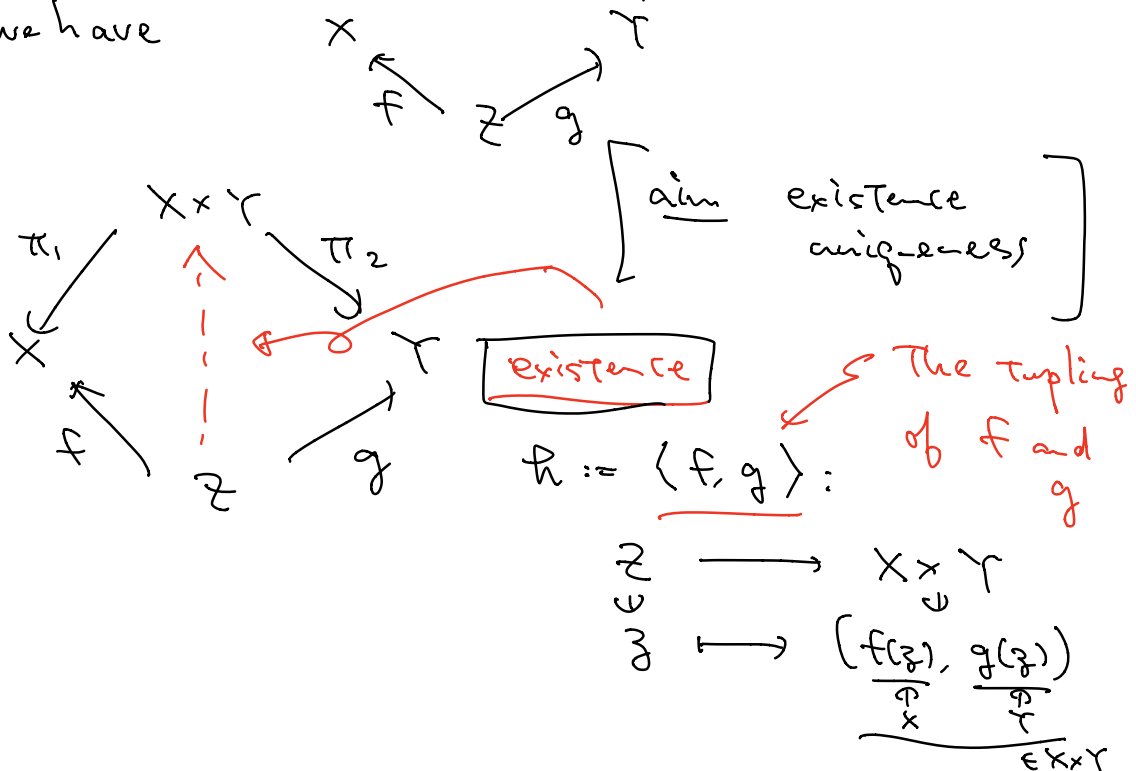 we have
X Y
f Z g
X × Y
π₁ π₂
X Y
f g
Z
[aim existence
uniqueness]
existence
The tupling
of f and
g
h := ⟨f, g⟩ :
Z ⟶ X × Y
∪ ∪
z ⟼ (f(z), g(z))
↑ ↑
X Y
∈ X×Y